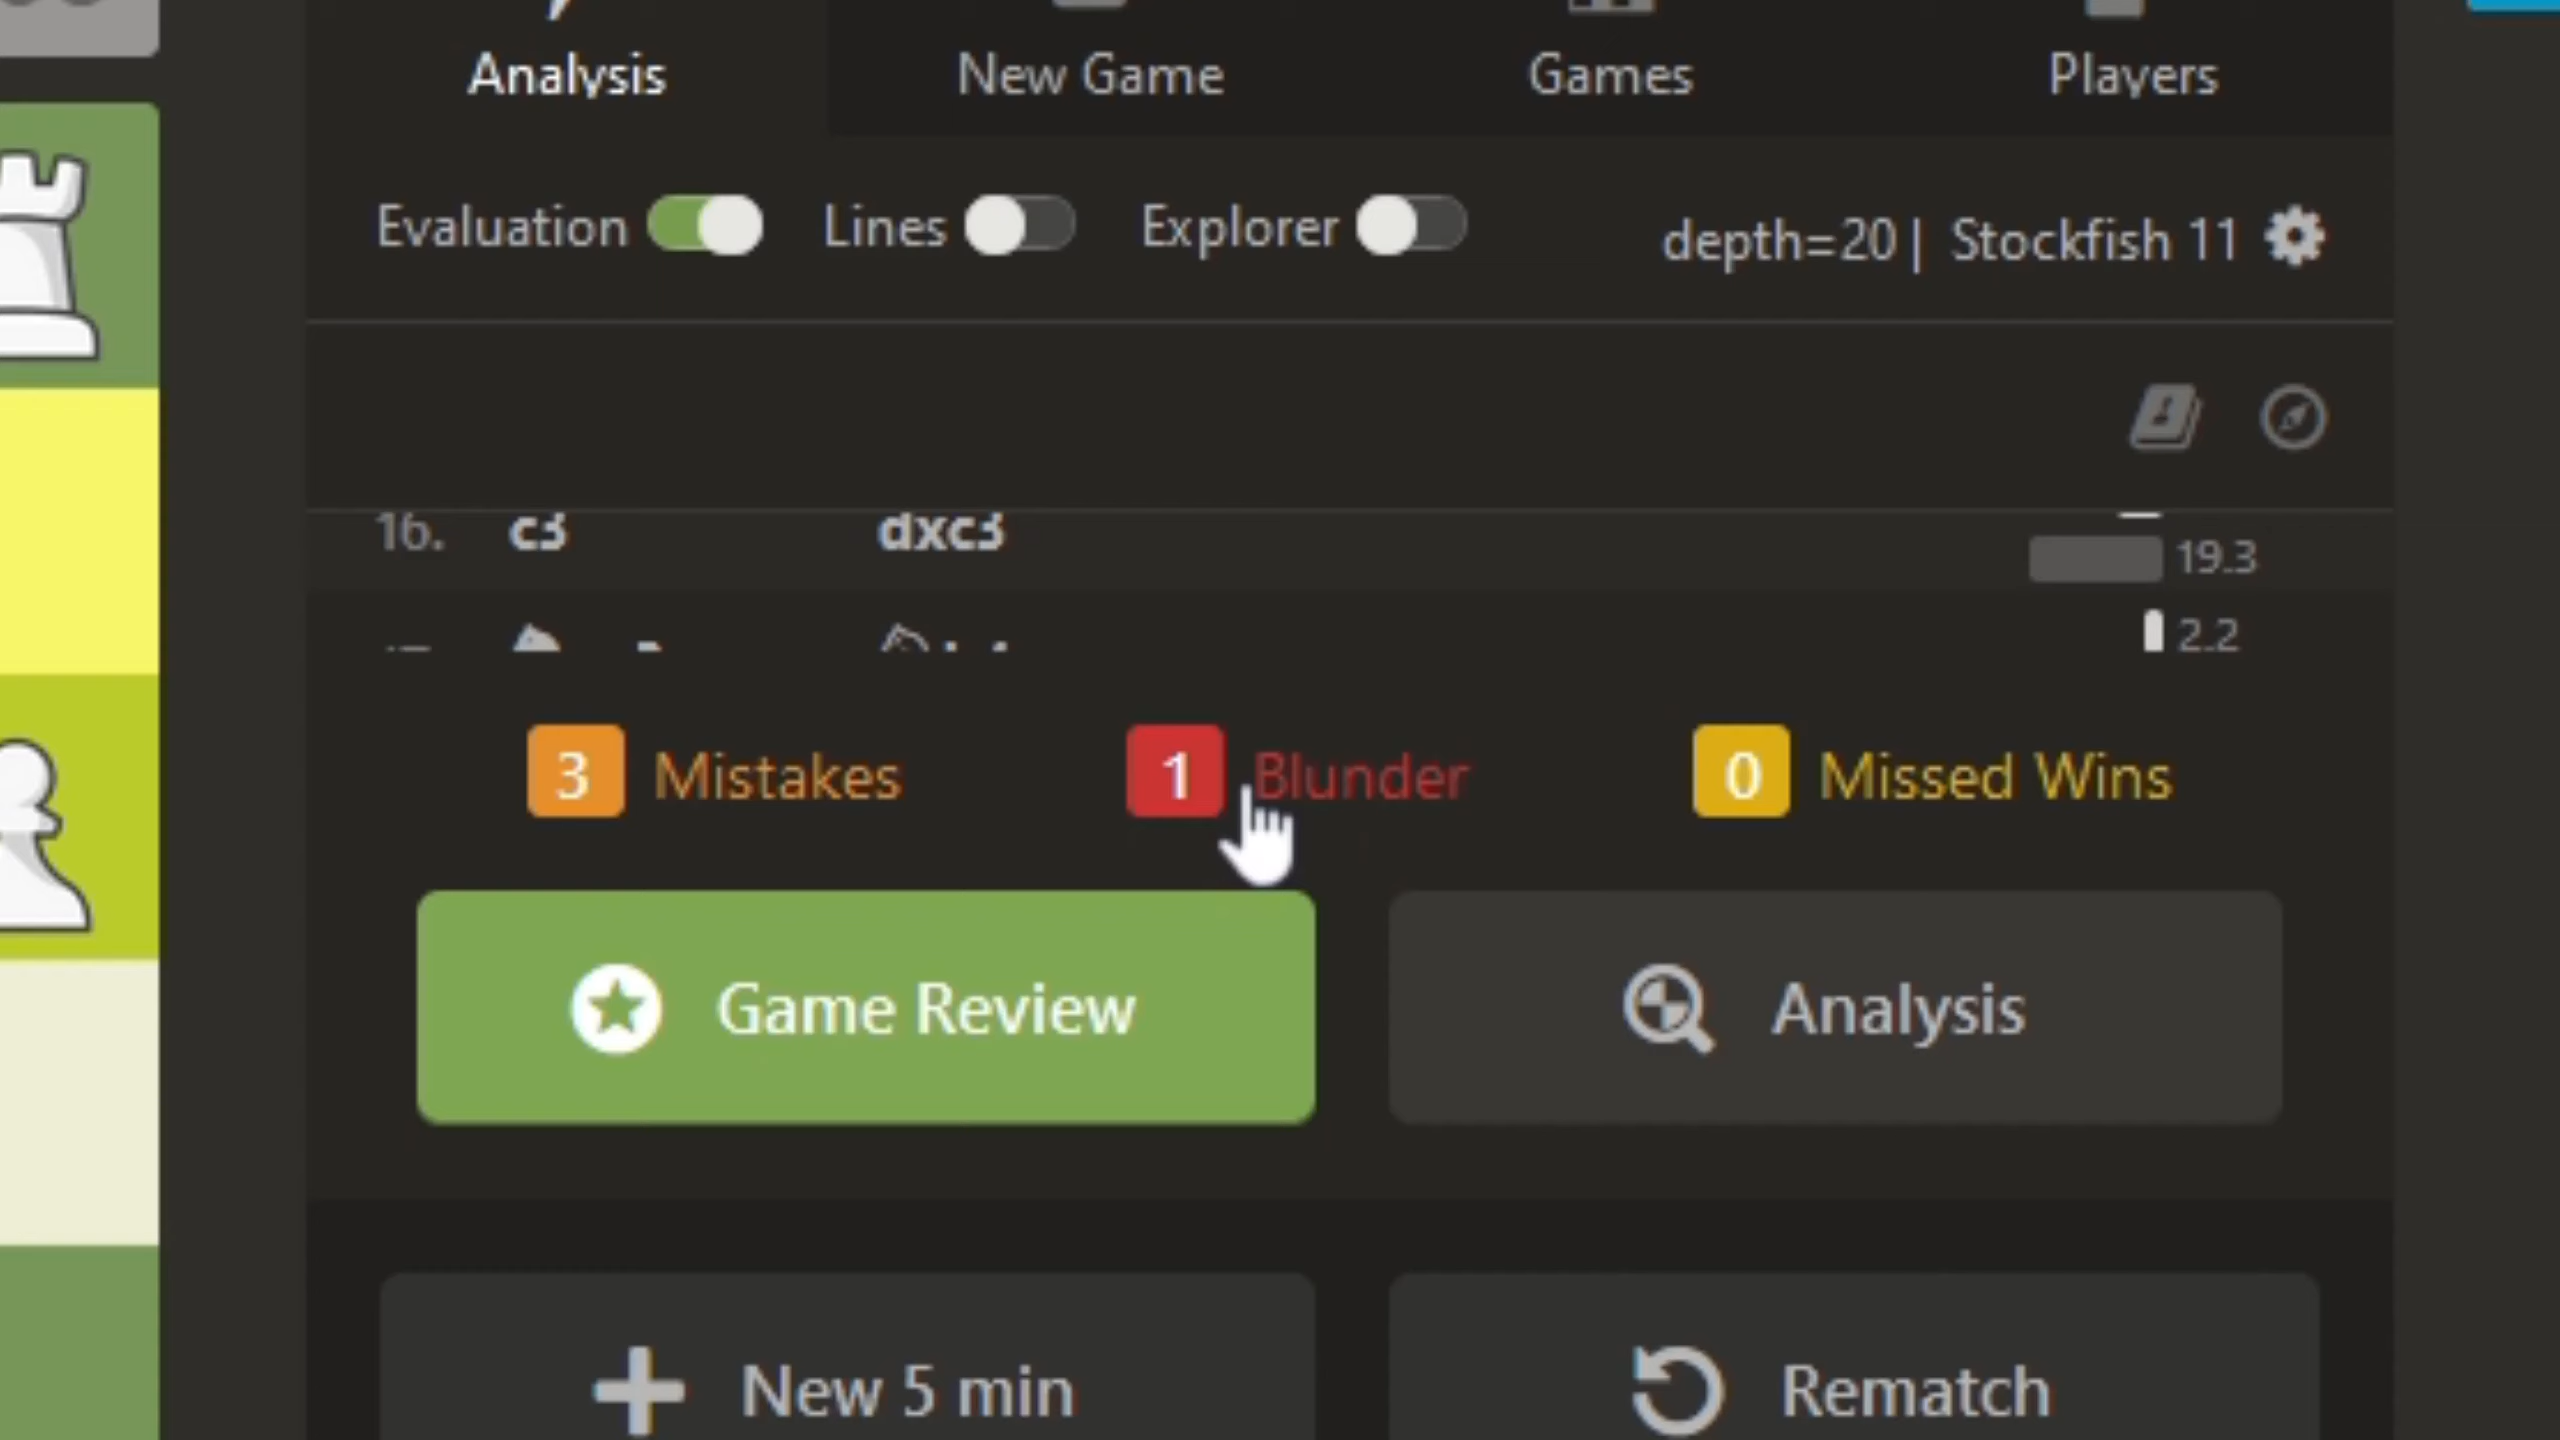 Analysis New Game Games Players
Evaluation Lines Explorer depth=20 | Stockfish 11
16. c3 dxc3 19.3
2.2
3 Mistakes 1 Blunder 0 Missed Wins
Game Review Analysis
New 5 min Rematch